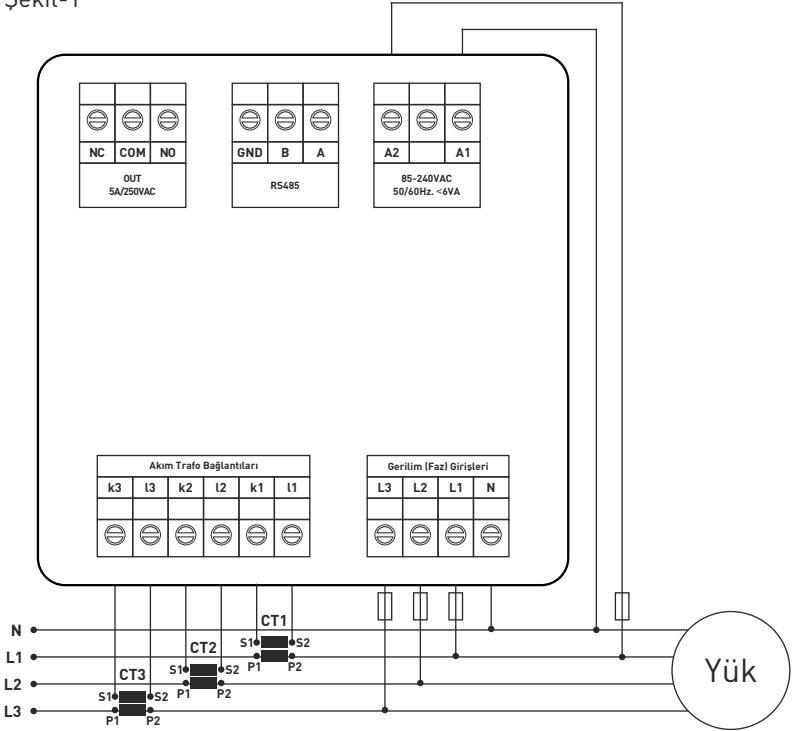 Şekil-1
NC COM NO
OUT
5A/250VAC
GND B A
RS485
A2 A1
85-240VAC
50/60Hz. <6VA
Akım Trafo Bağlantıları
k3 l3 k2 l2 k1 l1
Gerilim (Faz) Girişleri
L3 L2 L1 N
N
L1
L2
L3
CT1
S1 S2
P1 P2
CT2
S1 S2
P1 P2
CT3
S1 S2
P1 P2
Yük